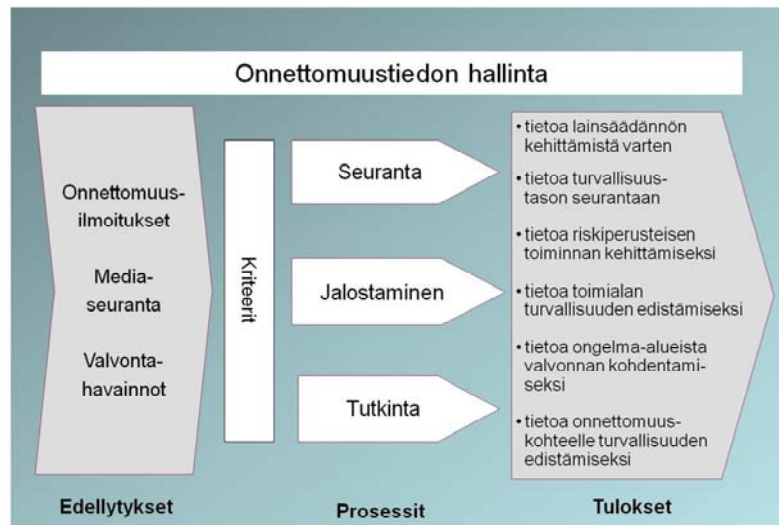 Onnettomuustiedon hallinta
Onnettomuus-
ilmoitukset
Media-
seuranta
Valvonta-
havainnot
Kriteerit
Seuranta
Jalostaminen
Tutkinta
• tietoa lainsäädännön
kehittämistä varten
• tietoa turvallisuus-
tason seurantaan
• tietoa riskiperusteisen
toiminnan kehittämiseksi
• tietoa toimialan
turvallisuuden edistämiseksi
• tietoa ongelma-alueista
valvonnan kohdentami-
seksi
• tietoa onnettomuus-
kohteelle turvallisuuden
edistämiseksi
Edellytykset
Prosessit
Tulokset